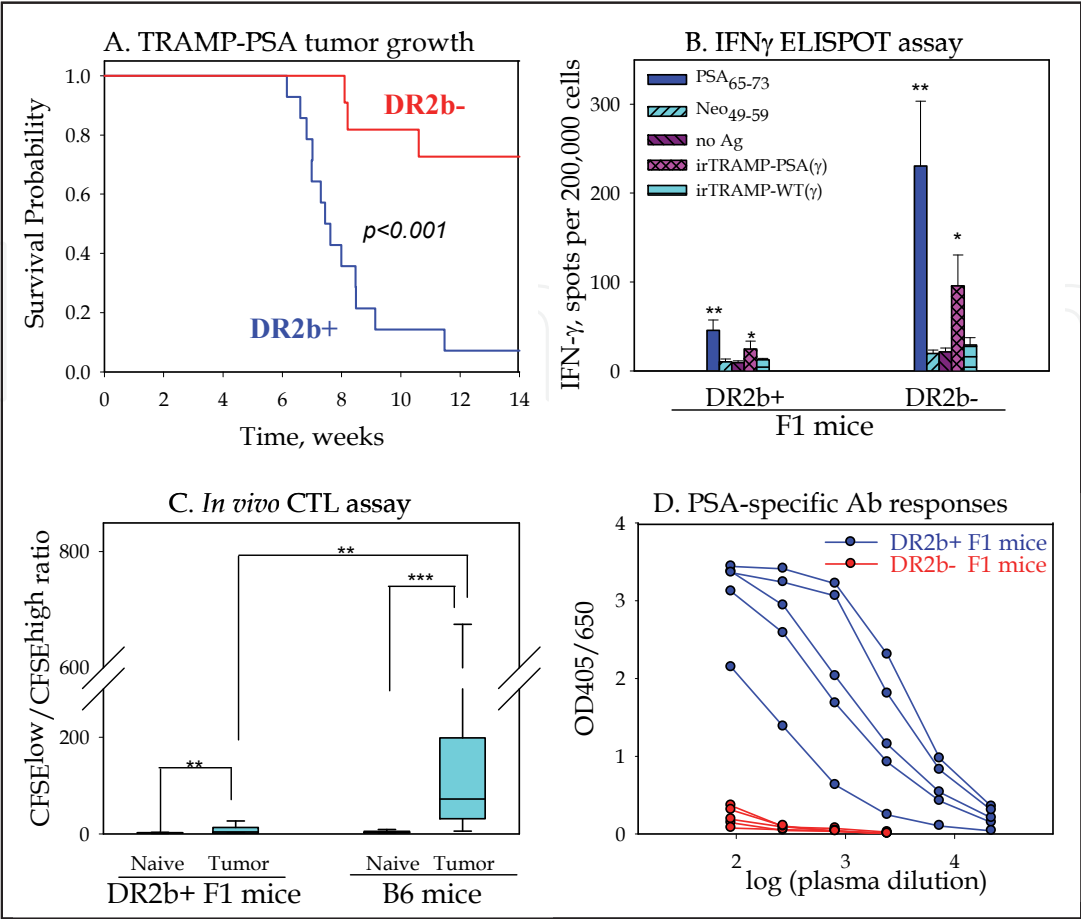 A. TRAMP-PSA tumor growth
Survival Probability
1.0
0.8
0.6
0.4
0.2
0.0
DR2b-
p<0.001
DR2b+
0 2 4 6 8 10 12 14
Time, weeks
B. IFNγ ELISPOT assay
IFN-γ, spots per 200,000 cells
300
200
100
0
PSA65-73
Neo49-59
no Ag
irTRAMP-PSA(γ)
irTRAMP-WT(γ)
** * ** *
DR2b+ DR2b-
F1 mice
C. In vivo CTL assay
CFSElow/CFSEhigh ratio
800
600
200
0
**
***
**
Naive Tumor Naive Tumor
DR2b+ F1 mice B6 mice
D. PSA-specific Ab responses
OD405/650
4
3
2
1
0
DR2b+ F1 mice
DR2b- F1 mice
2 3 4
log (plasma dilution)